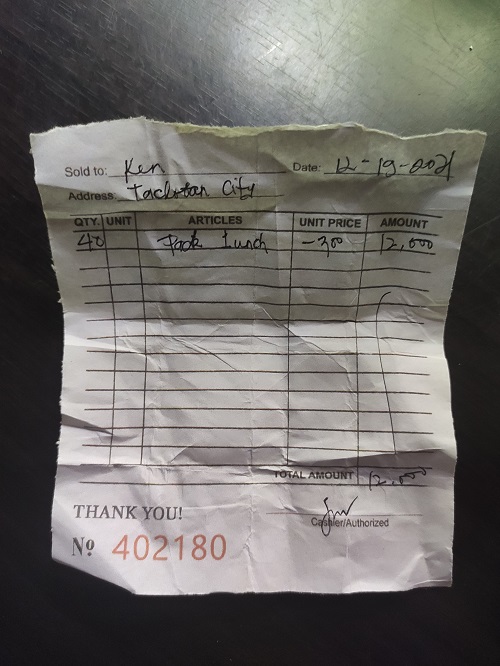 Sold to: Ken Date: 12-19-2021
Address: City
QTY. UNIT ARTICLES UNIT PRICE AMOUNT
40 Pack Lunch -300 12,000
TOTAL AMOUNT 12,000
THANK YOU!
Cashier/Authorized
Nº 402180